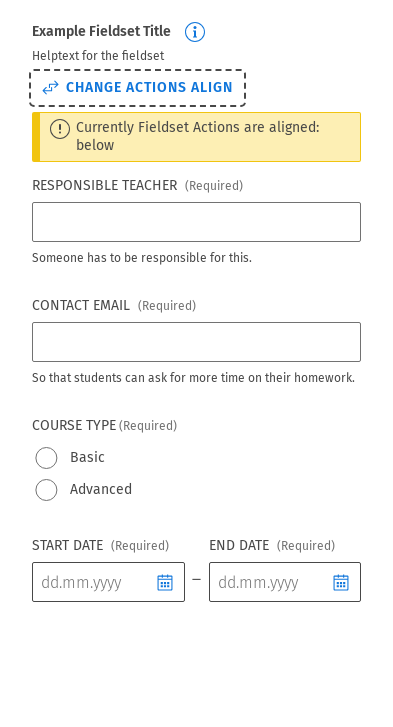 Example Fieldset Title
Helptext for the fieldset
CHANGE ACTIONS ALIGN
Currently Fieldset Actions are aligned:
below
RESPONSIBLE TEACHER (Required)
Someone has to be responsible for this.
CONTACT EMAIL (Required)
So that students can ask for more time on their homework.
COURSE TYPE (Required)
Basic
Advanced
START DATE (Required) END DATE (Required)
dd.mm.yyyy – dd.mm.yyyy